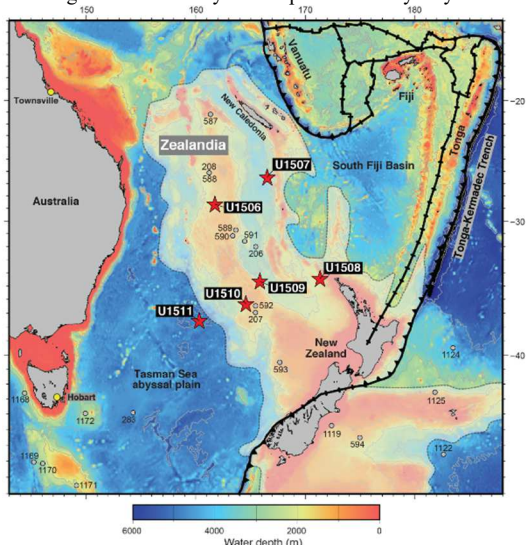 150
160
170
180
Vanuatu
Fiji
Tonga
-20
Townsville
New Caledonia
587
Zealandia
Tonga-Kermadec Trench
208
588
U1507
South Fiji Basin
Australia
U1506
589
590
591
206
-30
U1508
U1509
U1510
592
207
U1511
New
Zealand
593
1124
Tasman Sea
abyssal plain
-40
1168
Hobart
1172
283
1125
1119
594
1122
1169
1170
1171
6000
4000
2000
0
Water depth (m)